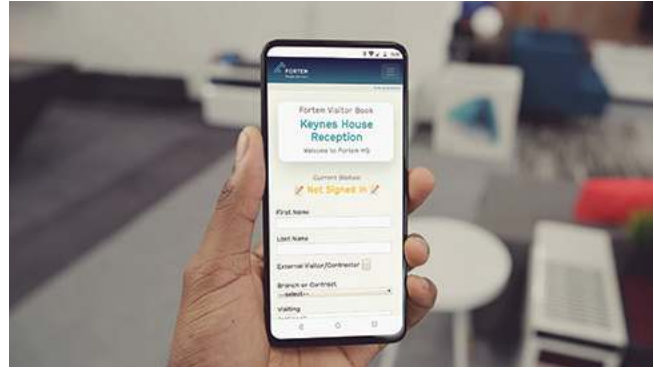 FORTEM
Fortem Visitor Book
Keynes House
Reception
Welcome to Fortem HQ
Current Status:
Not Signed In
First Name
Last Name
External Visitor/Contractor
Branch or Contract
--select--
Visiting